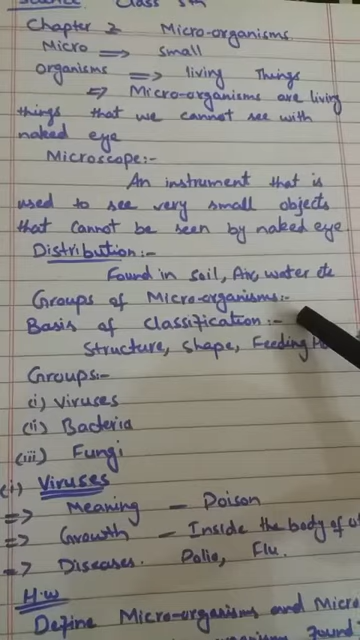 Science Class 5th
Chapter 2 Micro-organisms.
Micro ⇒ small
organisms ⇒ living Things
⇒ Micro-organisms are living
things that we cannot see with
naked eye
Microscope:-
An instrument that is
used to see very small objects
that cannot be seen by naked eye
Distribution:-
Found in soil, Air, water etc
Groups of Micro-organisms:-
Basis of classification:-
Structure, shape, Feeding
Groups:-
(i) Viruses
(ii) Bacteria
(iii) Fungi
(i) Viruses
⇒ Meaning – Poison
⇒ Growth – Inside the body of
⇒ Diseases. Polio, Flu.
H.w
Define Micro-organisms and Micro
found